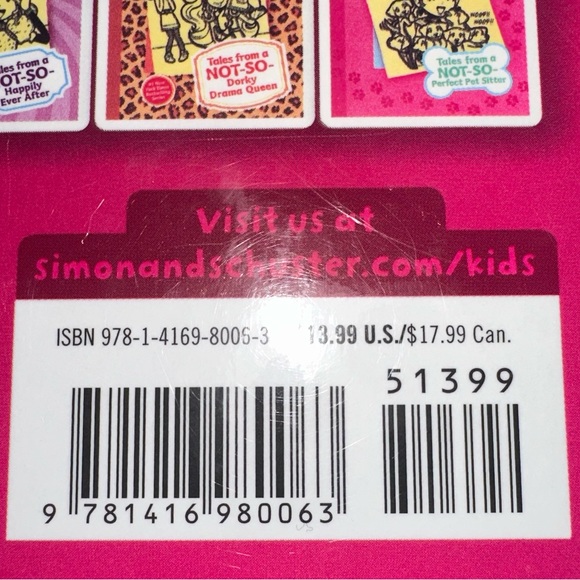 Tales from a
NOT-SO-
Happily
Ever After
Tales from a
NOT-SO-
Dorky
Drama Queen
Tales from a
NOT-SO-
Perfect Pet Sitter
Visit us at
simonandschuster.com/kids
ISBN 978-1-4169-8006-3 $13.99 U.S./$17.99 Can.
51399
9 781416 980063